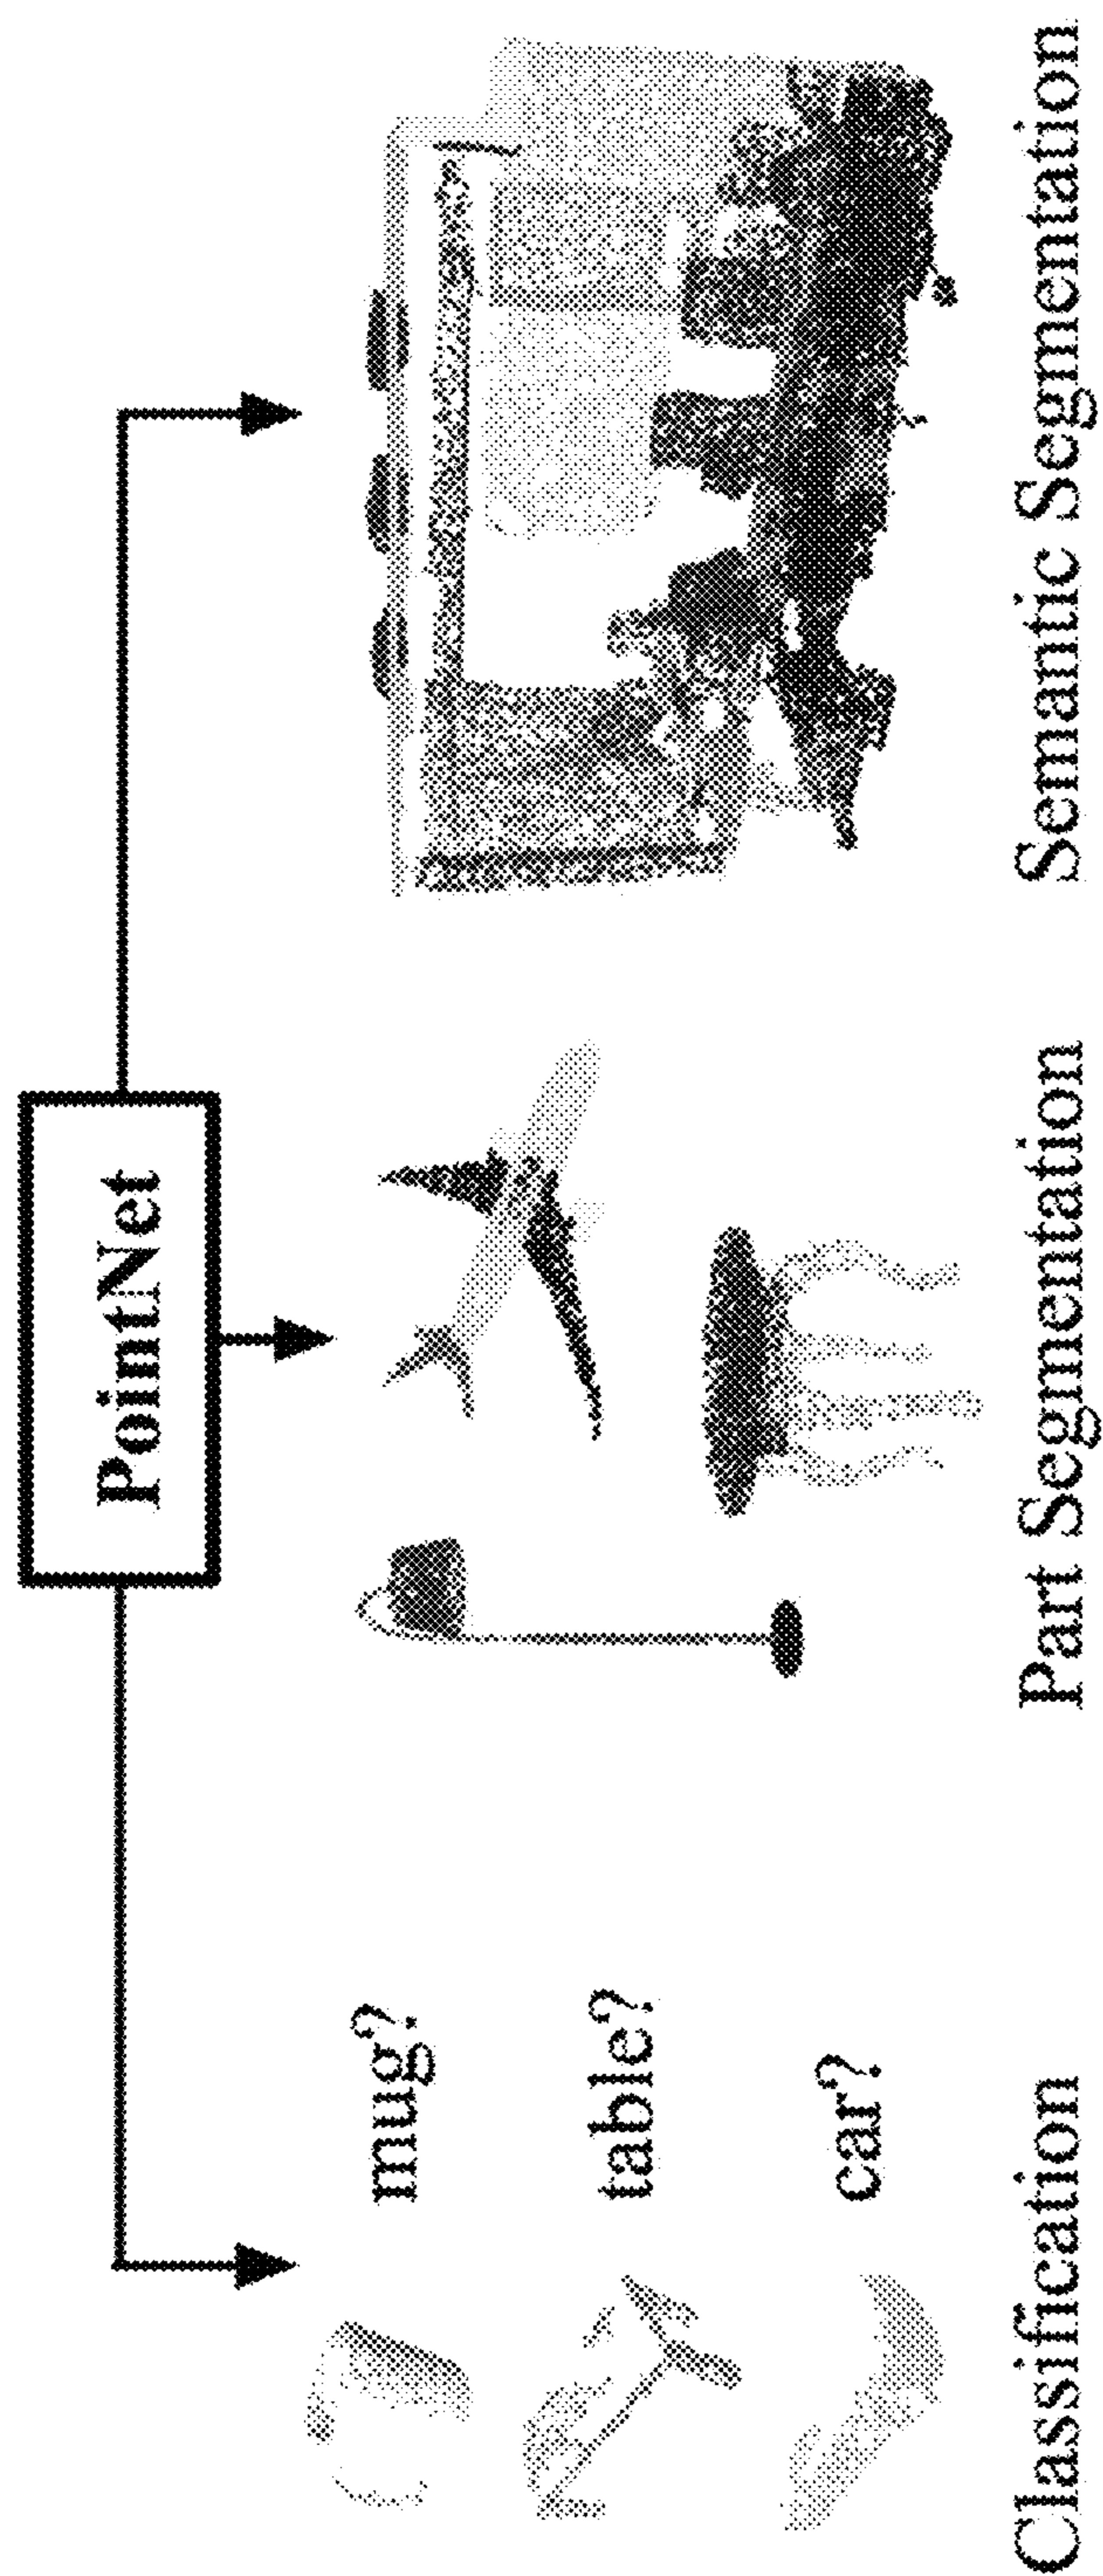 PointNet
mug?
table?
car?
Classification
Part Segmentation
Semantic Segmentation